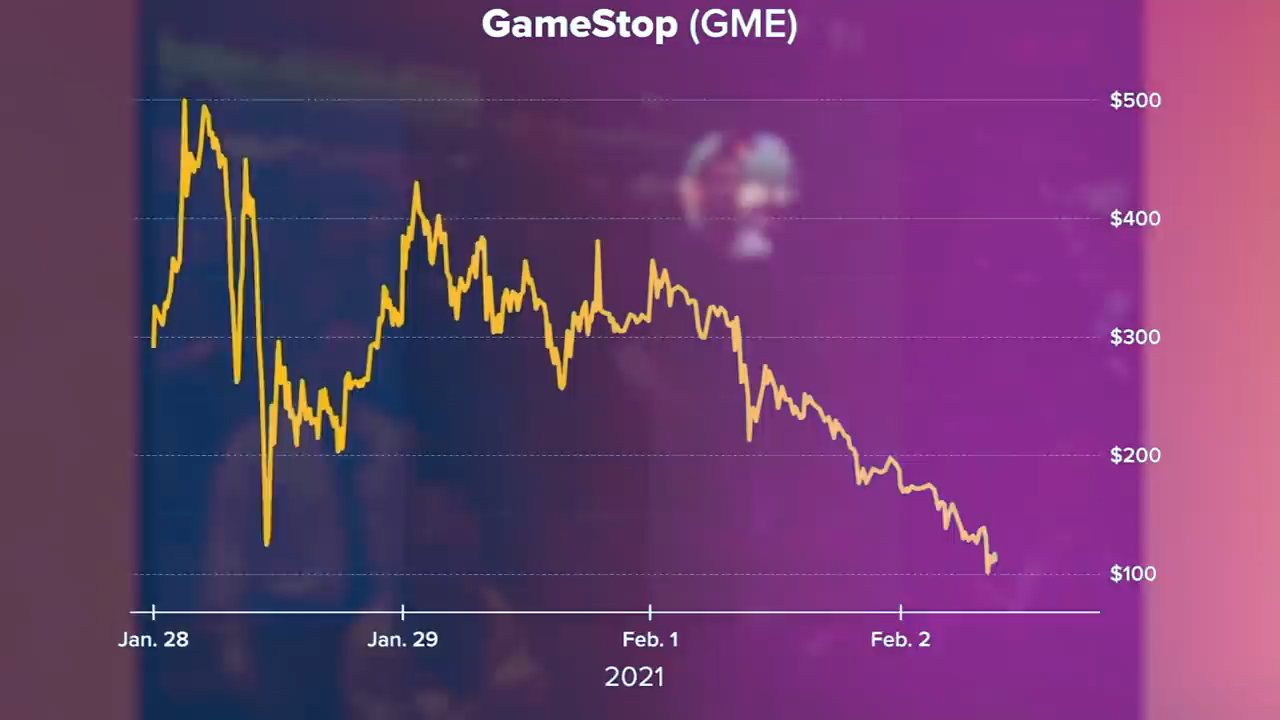 GameStop (GME)
$500
$400
$300
$200
$100
Jan. 28
Jan. 29
Feb. 1
Feb. 2
2021